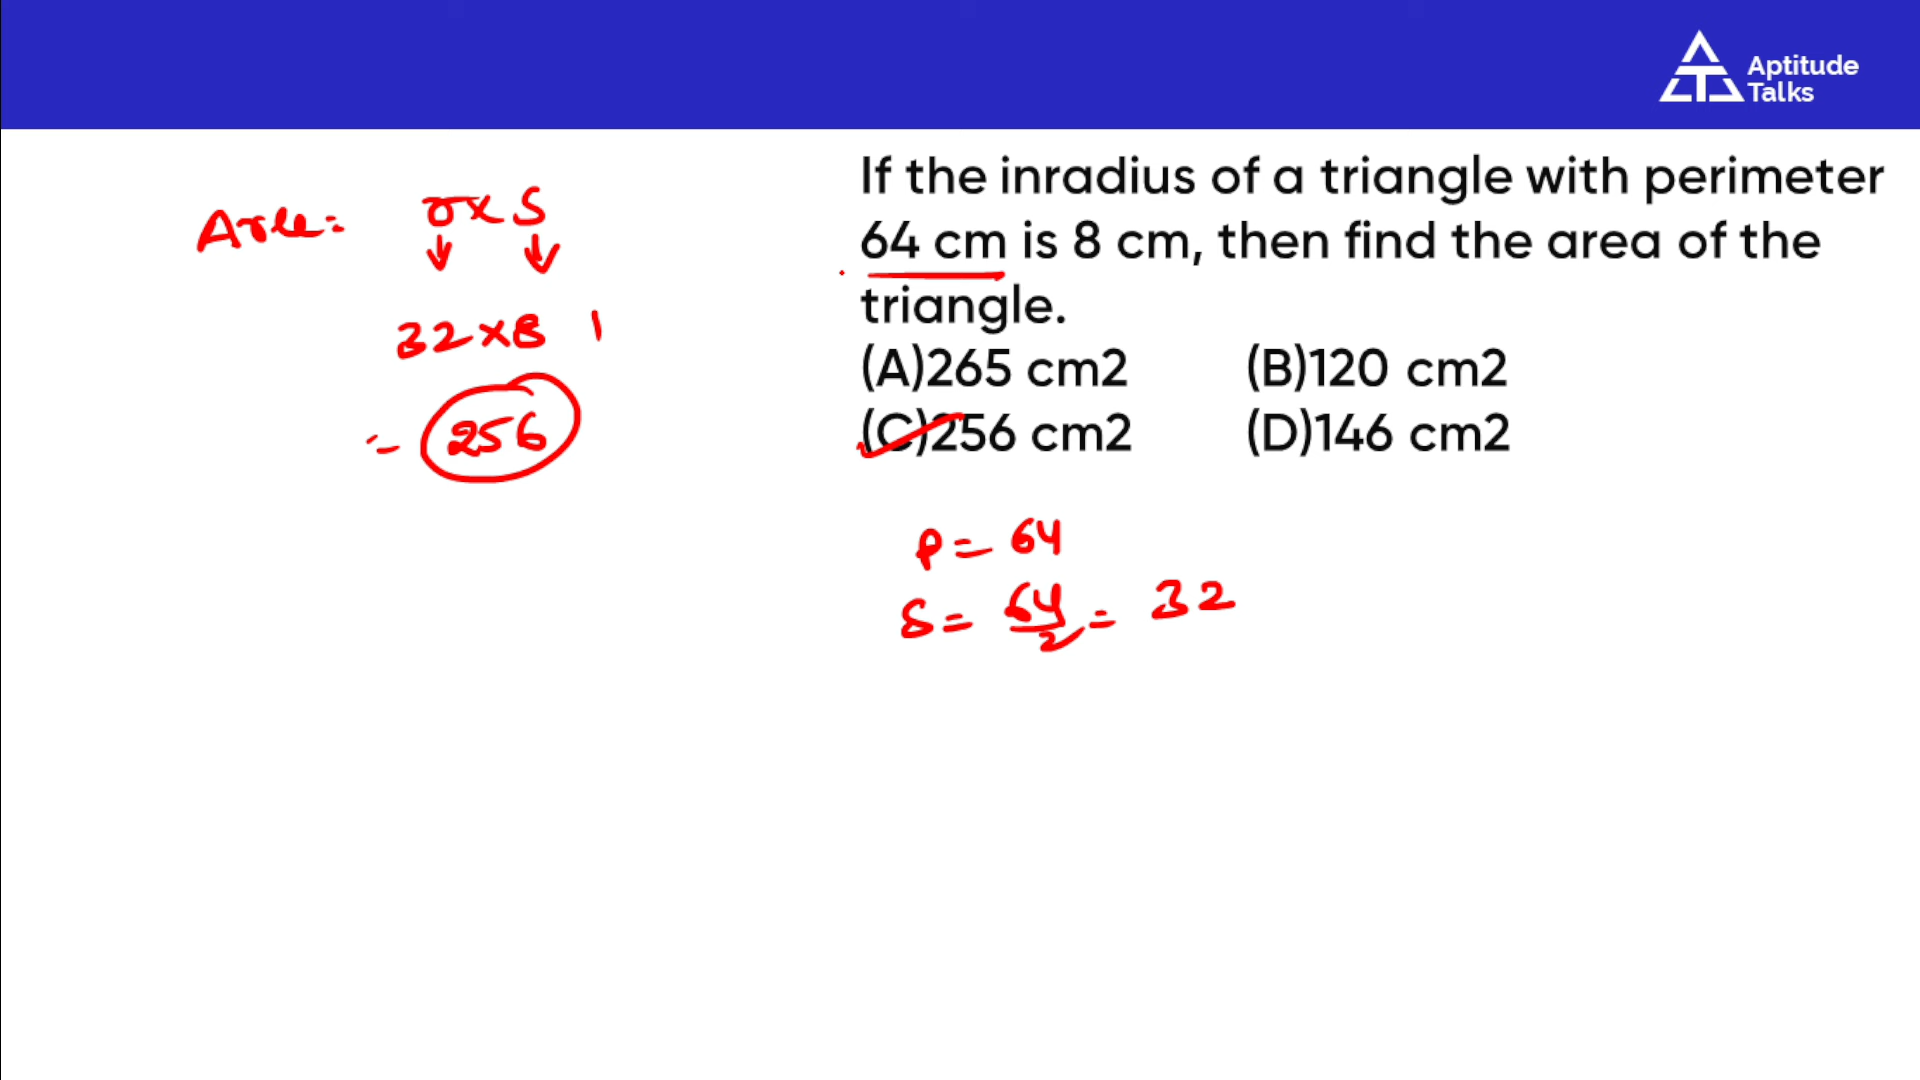 Aptitude
Talks
If the inradius of a triangle with perimeter
64 cm is 8 cm, then find the area of the
triangle.
(A)265 cm2 (B)120 cm2
(C)256 cm2 (D)146 cm2
Area= r×S
32×8 1
= 256
P= 64
S= 64/2 = 32